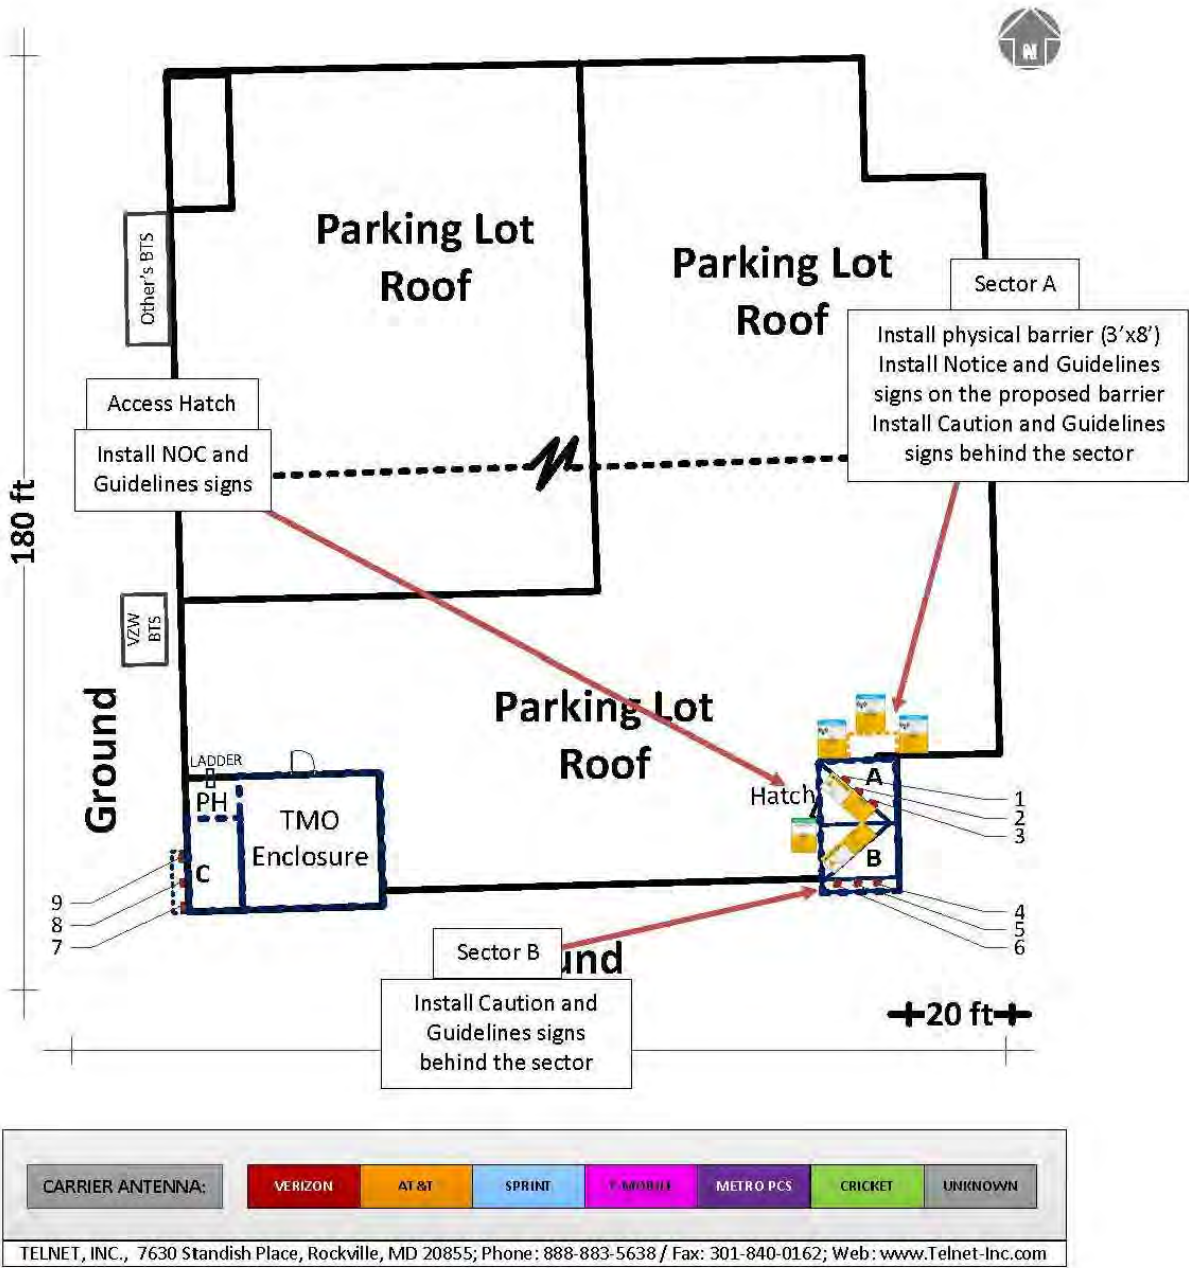 N
Parking Lot
Roof
Parking Lot
Roof
Other's BTS
Sector A
Install physical barrier (3'x8')
Install Notice and Guidelines
signs on the proposed barrier
Install Caution and Guidelines
signs behind the sector
Access Hatch
Install NOC and
Guidelines signs
180 ft
VZW
BTS
Ground
Parking Lot
Roof
LADDER
PH
TMO
Enclosure
C
Hatch
A
B
1
2
3
9
8
7
4
5
6
Sector B
und
Install Caution and
Guidelines signs
behind the sector
20 ft
CARRIER ANTENNA:
VERIZON
AT&T
SPRINT
T-MOBILE
METRO PCS
CRICKET
UNKNOWN
TELNET, INC., 7630 Standish Place, Rockville, MD 20855; Phone: 888-883-5638 / Fax: 301-840-0162; Web: www.Telnet-Inc.com